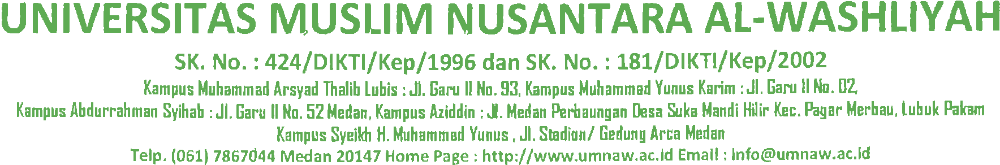 UNIVERSITAS MUSLIM NUSANTARA AL-WASHLIYAH
SK. No. : 424/DIKTI/Kep/1996 dan SK. No. : 181/DIKTI/Kep/2002
Kampus Muhammad Arsyad Thalib Lubis : Jl. Garu II No. 93, Kampus Muhammad Yunus Karim : Jl. Garu II No. 02,
Kampus Abdurrahman Syihab : Jl. Garu II No. 52 Medan, Kampus Aziddin : Jl. Medan Perbaungan Desa Suka Mandi Hilir Kec. Pagar Merbau, Lubuk Pakam
Kampus Syeikh H. Muhammad Yunus , Jl. Stadion/ Gedung Arca Medan
Telp. (061) 7867044 Medan 20147 Home Page : http://www.umnaw.ac.id Email : info@umnaw.ac.id